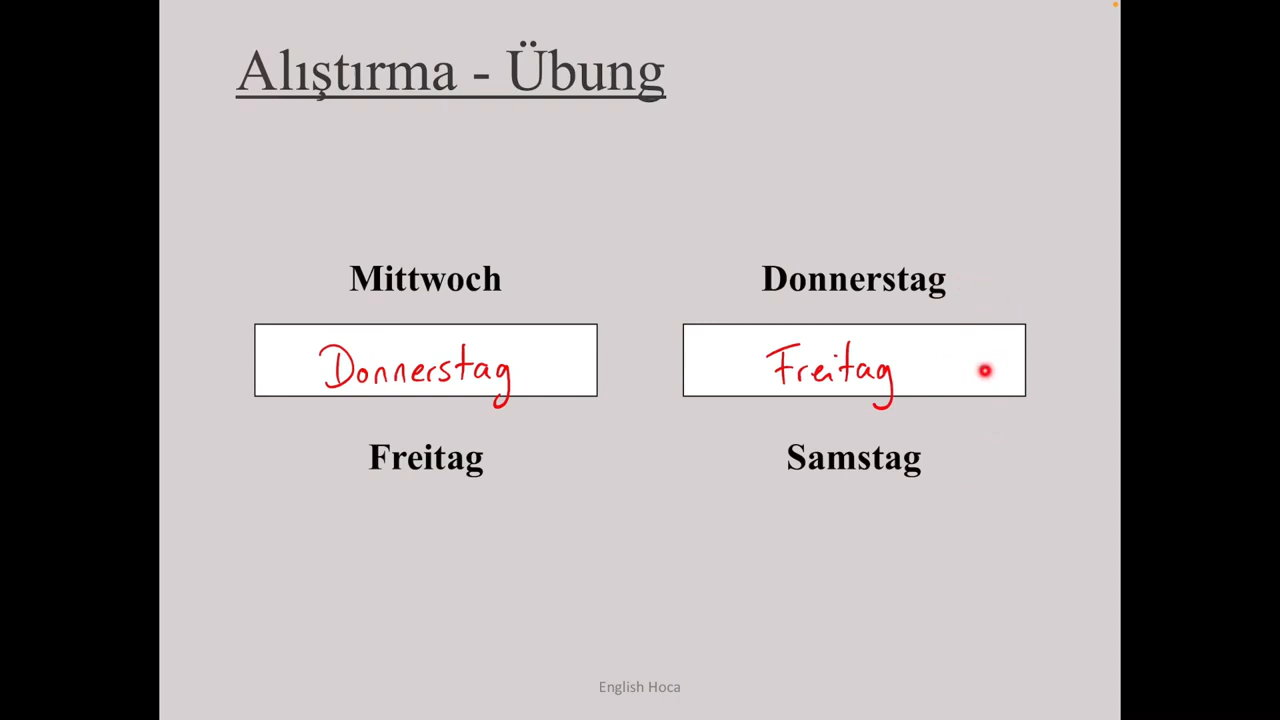 Alıştırma - Übung
Mittwoch
Donnerstag
Freitag
Donnerstag
Freitag
Samstag
English Hoca